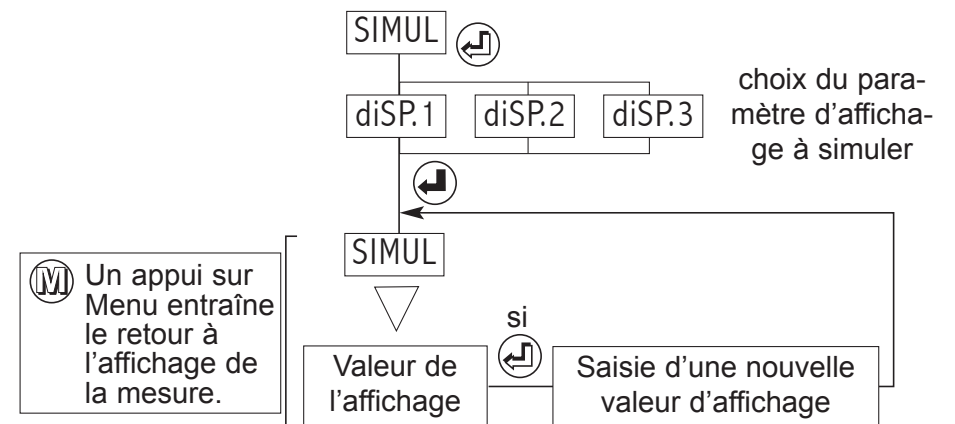 SIMUL
diSP.1 diSP.2 diSP.3
choix du para-
mètre d'afficha-
ge à simuler
SIMUL
M Un appui sur
Menu entraîne
le retour à
l'affichage de
la mesure.
si
Valeur de
l'affichage
Saisie d'une nouvelle
valeur d'affichage